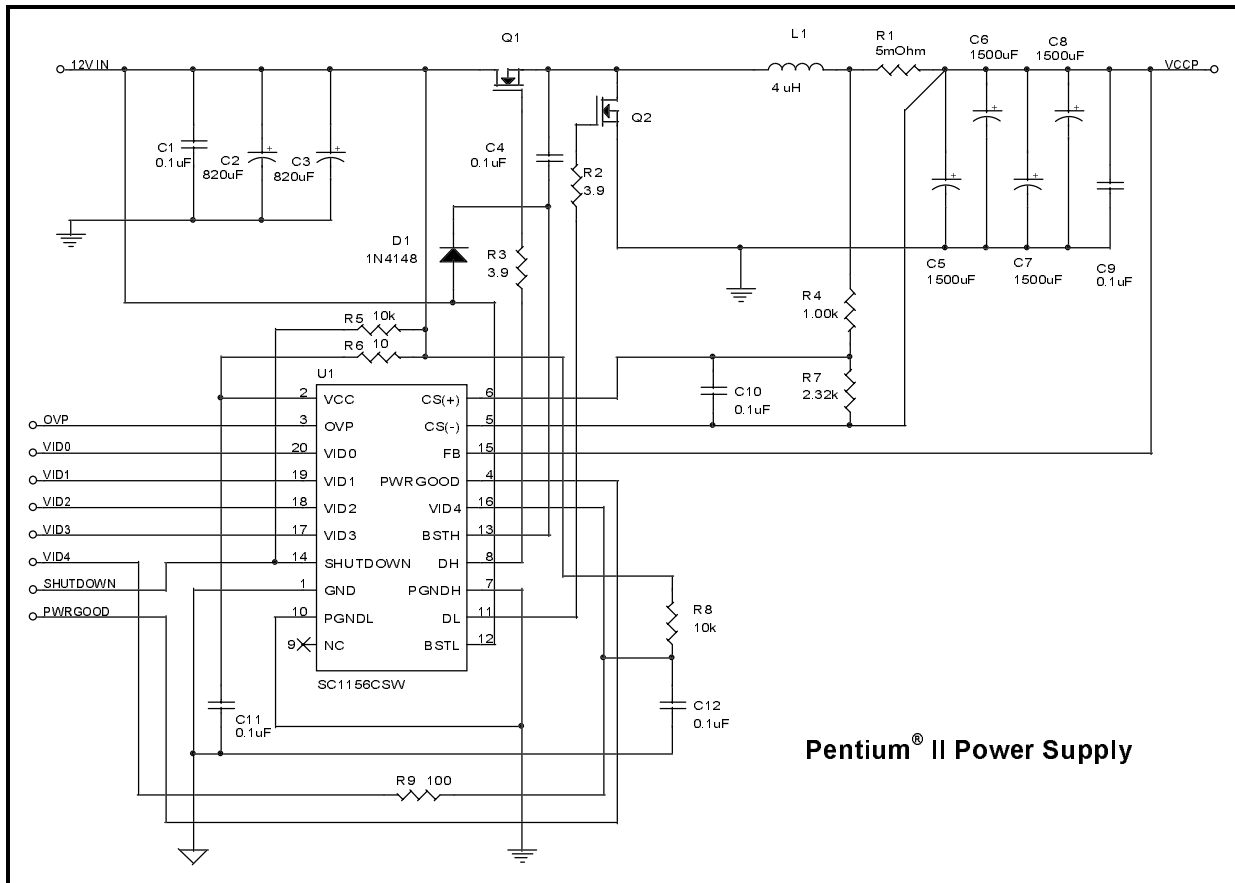 Q1
L1
R1
5mOhm
C6
1500uF
C8
1500uF
12V IN
VCCP
4 uH
Q2
C1
0.1uF
C2
820uF
C3
820uF
C4
0.1uF
R2
3.9
D1
1N4148
R3
3.9
C5
1500uF
C7
1500uF
C9
0.1uF
R4
1.00k
R5 10k
R6 10
U1
R7
2.32k
C10
0.1uF
2 VCC CS(+) 6
OVP 3 OVP CS(-) 5
VID0 20 VID0 FB 15
VID1 19 VID1 PWRGOOD 4
VID2 18 VID2 VID4 16
VID3 17 VID3 BSTH 13
VID4 14 SHUTDOWN DH 8
SHUTDOWN 1 GND PGNDH 7
PWRGOOD 10 PGNDL DL 11
9 NC BSTL 12
R8
10k
SC1156CSW
C11
0.1uF
C12
0.1uF
Pentium® II Power Supply
R9 100